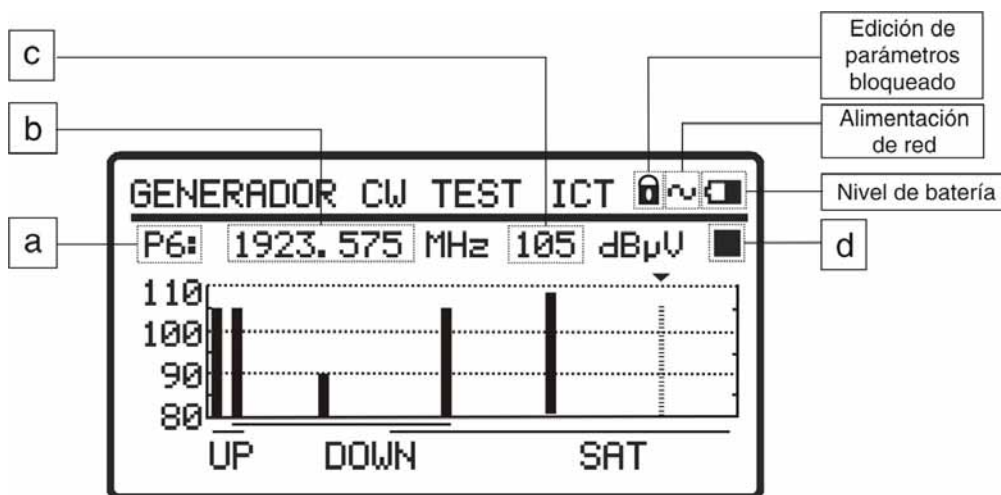 Edición de
parámetros
bloqueado
c
b
Alimentación
de red
GENERADOR CW TEST ICT
Nivel de batería
a
P6: 1923.575 MHz 105 dBµV
d
110
100
90
80
UP DOWN SAT